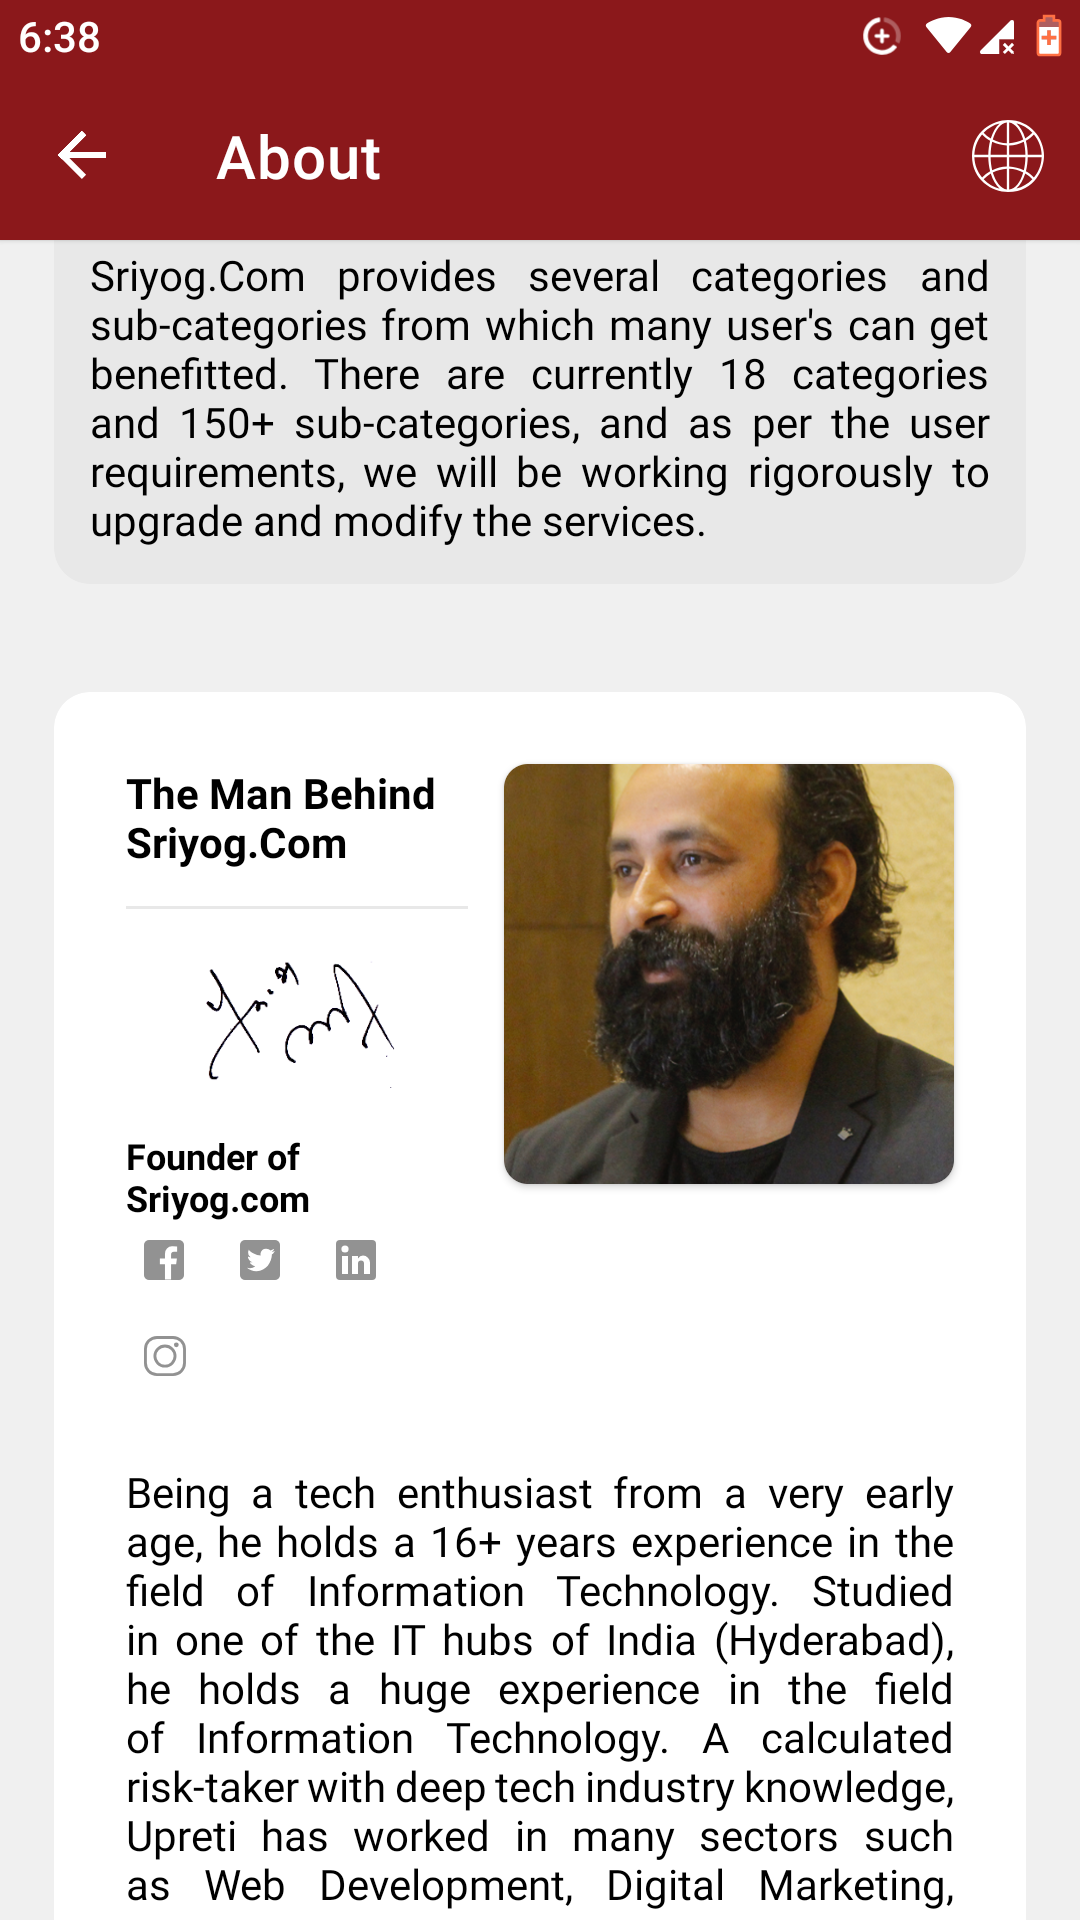 6:38
About
Sriyog.Com provides several categories and
sub-categories from which many user's can get
benefitted. There are currently 18 categories
and 150+ sub-categories, and as per the user
requirements, we will be working rigorously to
upgrade and modify the services.
The Man Behind
Sriyog.Com
Founder of
Sriyog.com
Being a tech enthusiast from a very early
age, he holds a 16+ years experience in the
field of Information Technology. Studied
in one of the IT hubs of India (Hyderabad),
he holds a huge experience in the field
of Information Technology. A calculated
risk-taker with deep tech industry knowledge,
Upreti has worked in many sectors such
as Web Development, Digital Marketing,